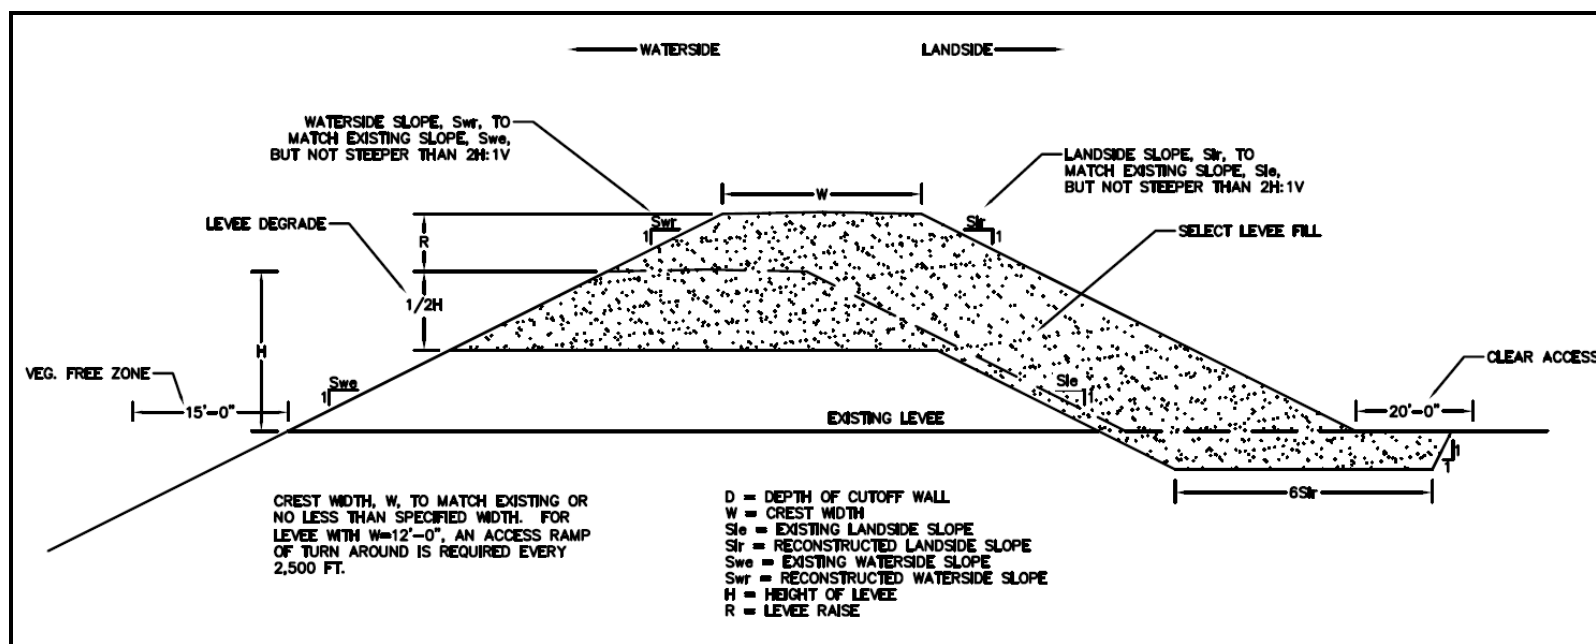 WATERSIDE
LANDSIDE
WATERSIDE SLOPE, Swr, TO
MATCH EXISTING SLOPE, Swe,
BUT NOT STEEPER THAN 2H:1V
LANDSIDE SLOPE, Slr, TO
MATCH EXISTING SLOPE, Sle,
BUT NOT STEEPER THAN 2H:1V
W
LEVEE DEGRADE
R
Swr
1
Slr
1
SELECT LEVEE FILL
1/2H
H
VEG. FREE ZONE
15'-0"
Swe
1
Sle
1
CLEAR ACCESS
20'-0"
EXISTING LEVEE
1
1
6Slr
CREST WIDTH, W, TO MATCH EXISTING OR
NO LESS THAN SPECIFIED WIDTH. FOR
LEVEE WITH W=12'-0", AN ACCESS RAMP
OF TURN AROUND IS REQUIRED EVERY
2,500 FT.
D = DEPTH OF CUTOFF WALL
W = CREST WIDTH
Sle = EXISTING LANDSIDE SLOPE
Slr = RECONSTRUCTED LANDSIDE SLOPE
Swe = EXISTING WATERSIDE SLOPE
Swr = RECONSTRUCTED WATERSIDE SLOPE
H = HEIGHT OF LEVEE
R = LEVEE RAISE